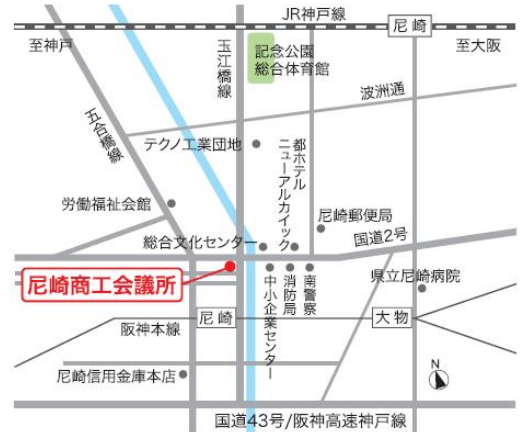 JR神戸線
尼崎
至神戸
至大阪
玉江橋線
記念公園
総合体育館
波洲通
五合橋線
テクノ工業団地
都ホテル
ニューアルカイック
労働福祉会館
尼崎郵便局
総合文化センター
国道2号
尼崎商工会議所
中小企業センター
消防局
南警察
県立尼崎病院
阪神本線
尼崎
大物
尼崎信用金庫本店
N
国道43号/阪神高速神戸線